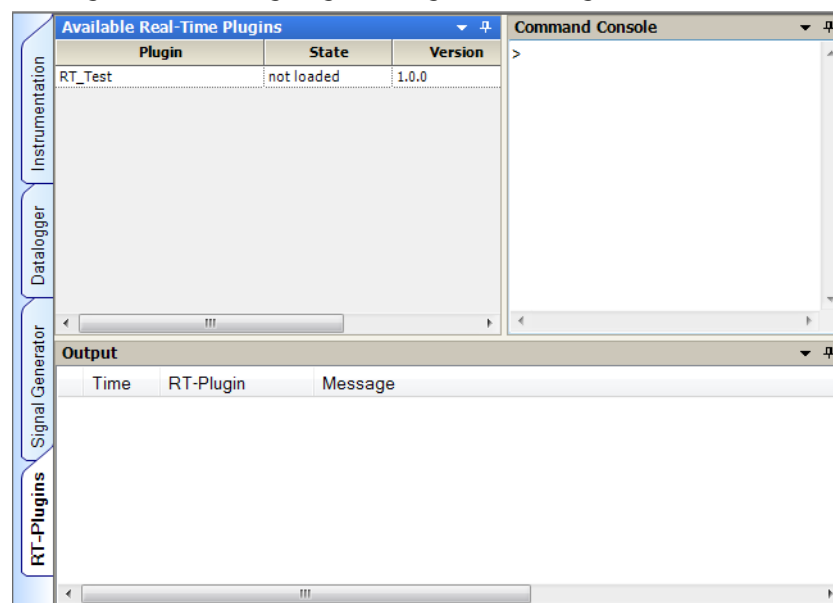 Available Real-Time Plugins
Plugin State Version
RT_Test not loaded 1.0.0
Command Console
>
Output
Time RT-Plugin Message
Instrumentation
Datalogger
Signal Generator
RT-Plugins